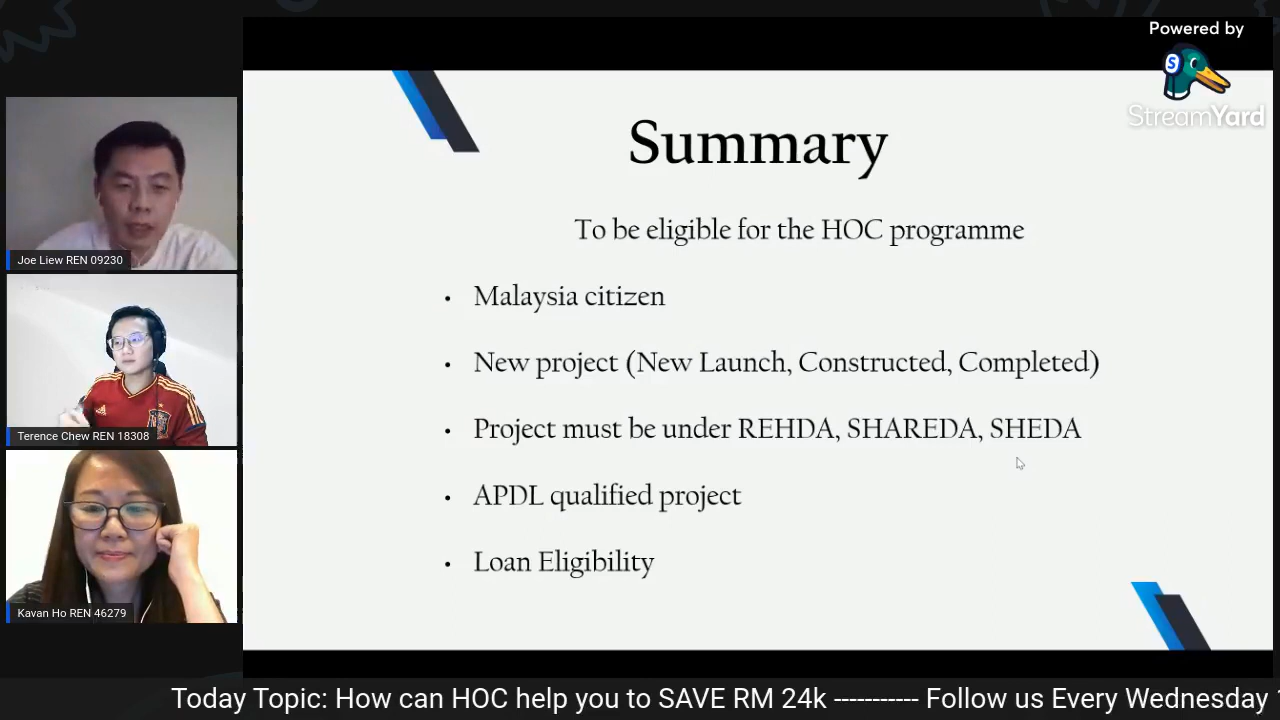 Powered by
StreamYard
Summary
To be eligible for the HOC programme
• Malaysia citizen
• New project (New Launch, Constructed, Completed)
• Project must be under REHDA, SHAREDA, SHEDA
• APDL qualified project
• Loan Eligibility
Joe Liew REN 09230
Terence Chew REN 18308
Kavan Ho REN 46279
Today Topic: How can HOC help you to SAVE RM 24k ----------- Follow us Every Wednesday